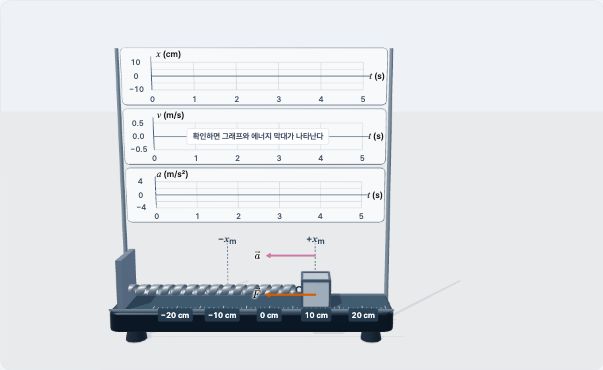 x (cm)
10
0
−10
0 1 2 3 4 5
t (s)
v (m/s)
0.5
0.0
−0.5
확인하면 그래프와 에너지 막대가 나타난다
t (s)
0 1 2 3 4 5
a (m/s²)
4
0
−4
t (s)
0 1 2 3 4 5
−xm +xm
a
F
−20 cm −10 cm 0 cm 10 cm 20 cm